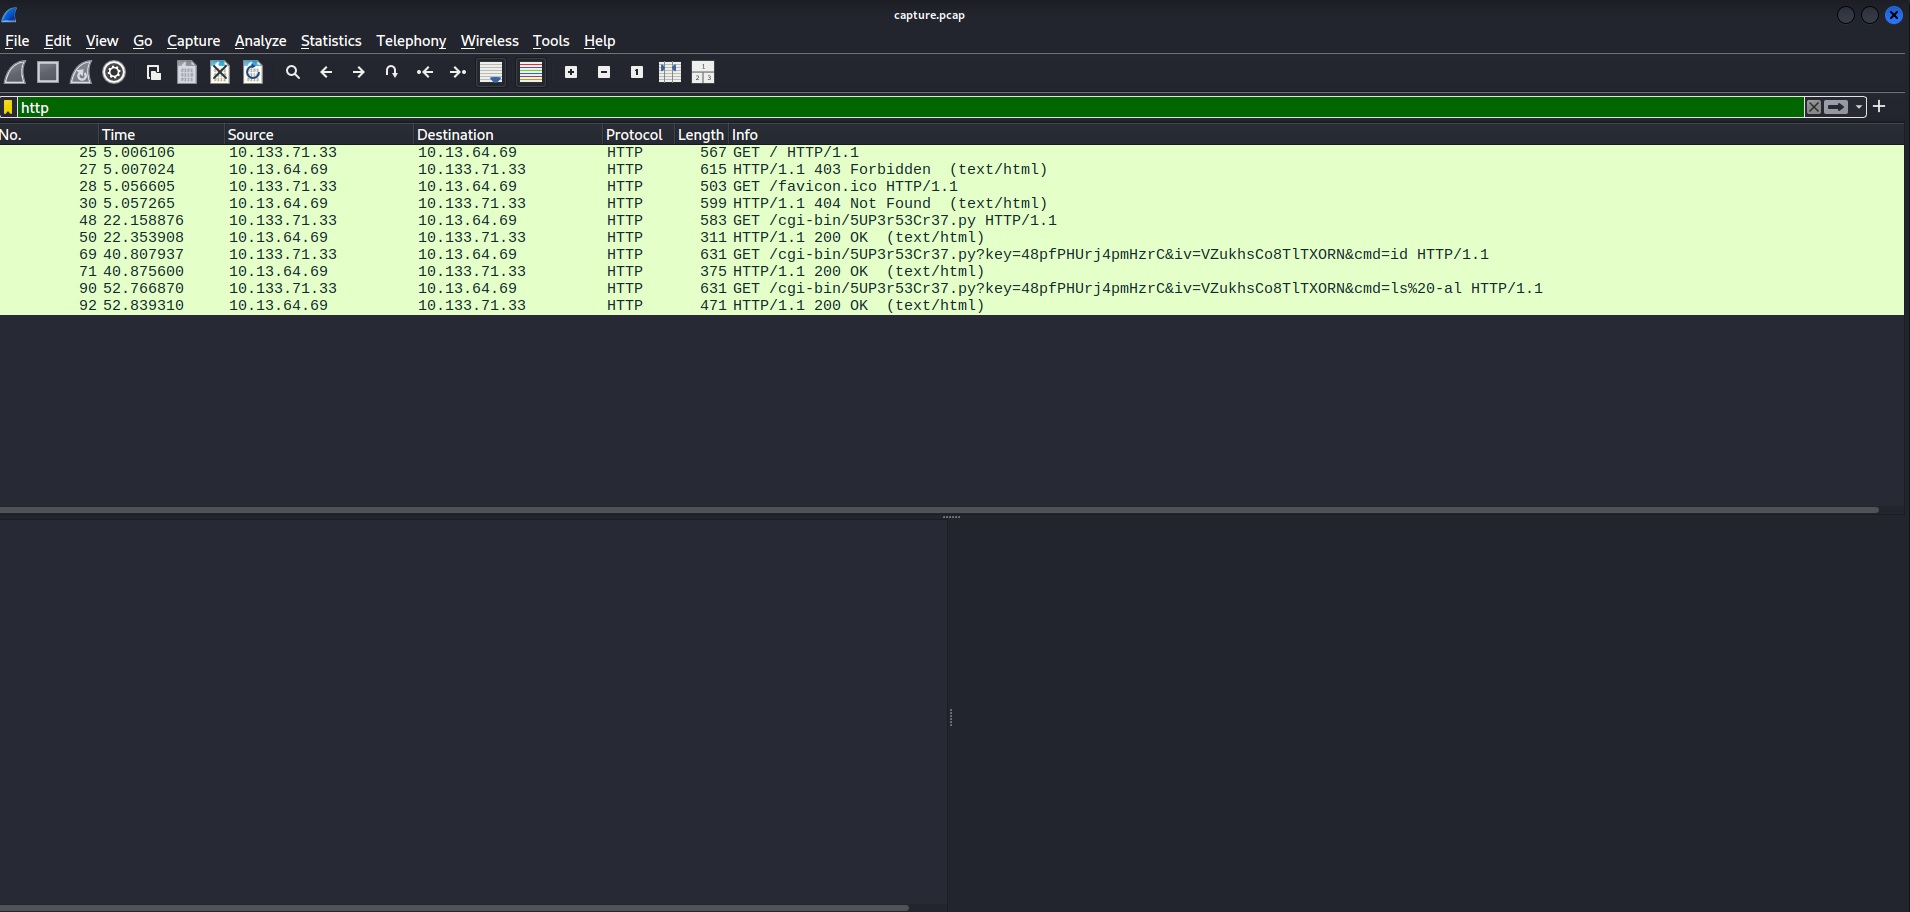 capture.pcap
File Edit View Go Capture Analyze Statistics Telephony Wireless Tools Help
http
No. Time Source Destination Protocol Length Info
25 5.006106 10.133.71.33 10.13.64.69 HTTP 567 GET / HTTP/1.1
27 5.007024 10.13.64.69 10.133.71.33 HTTP 615 HTTP/1.1 403 Forbidden (text/html)
28 5.056605 10.133.71.33 10.13.64.69 HTTP 503 GET /favicon.ico HTTP/1.1
30 5.057265 10.13.64.69 10.133.71.33 HTTP 599 HTTP/1.1 404 Not Found (text/html)
48 22.158876 10.133.71.33 10.13.64.69 HTTP 583 GET /cgi-bin/5UP3r53Cr37.py HTTP/1.1
50 22.353908 10.13.64.69 10.133.71.33 HTTP 311 HTTP/1.1 200 OK (text/html)
69 40.807937 10.133.71.33 10.13.64.69 HTTP 631 GET /cgi-bin/5UP3r53Cr37.py?key=48pfPHUrj4pmHzrC&iv=VZukhsCo8TlTXORN&cmd=id HTTP/1.1
71 40.875600 10.13.64.69 10.133.71.33 HTTP 375 HTTP/1.1 200 OK (text/html)
90 52.766870 10.133.71.33 10.13.64.69 HTTP 631 GET /cgi-bin/5UP3r53Cr37.py?key=48pfPHUrj4pmHzrC&iv=VZukhsCo8TlTXORN&cmd=ls%20-al HTTP/1.1
92 52.839310 10.13.64.69 10.133.71.33 HTTP 471 HTTP/1.1 200 OK (text/html)